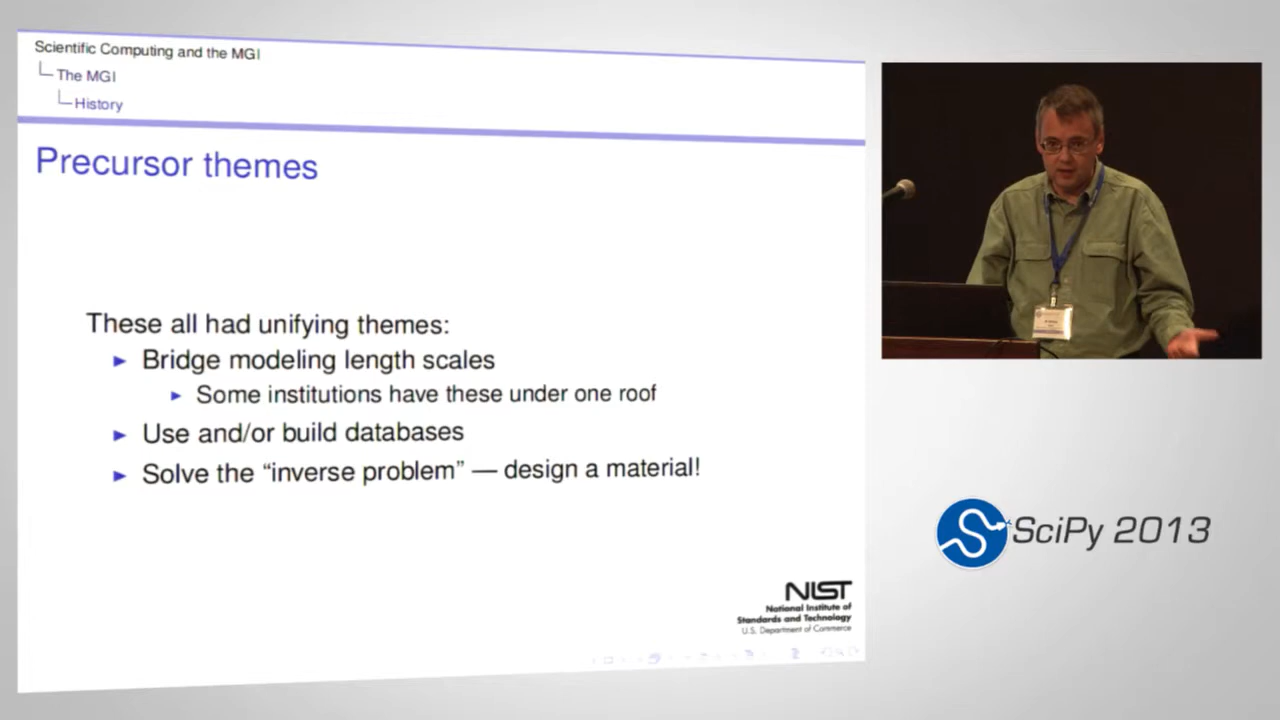 Scientific Computing and the MGI
The MGI
History
Precursor themes
These all had unifying themes:
Bridge modeling length scales
Some institutions have these under one roof
Use and/or build databases
Solve the “inverse problem” — design a material!
NIST
National Institute of
Standards and Technology
U.S. Department of Commerce
SciPy 2013